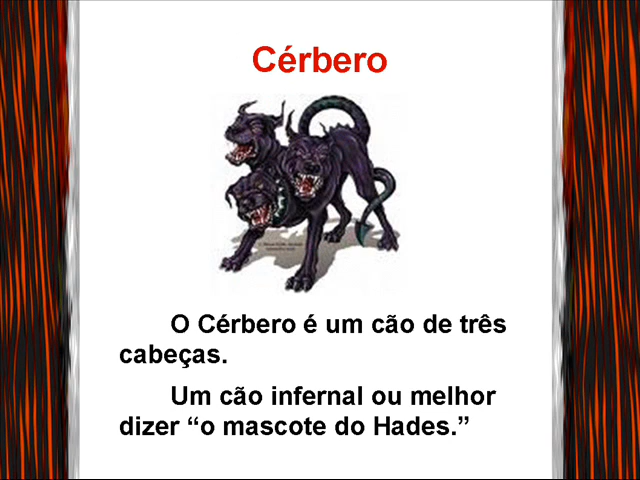 Cérbero
O Cérbero é um cão de três
cabeças.
Um cão infernal ou melhor
dizer “o mascote do Hades.”